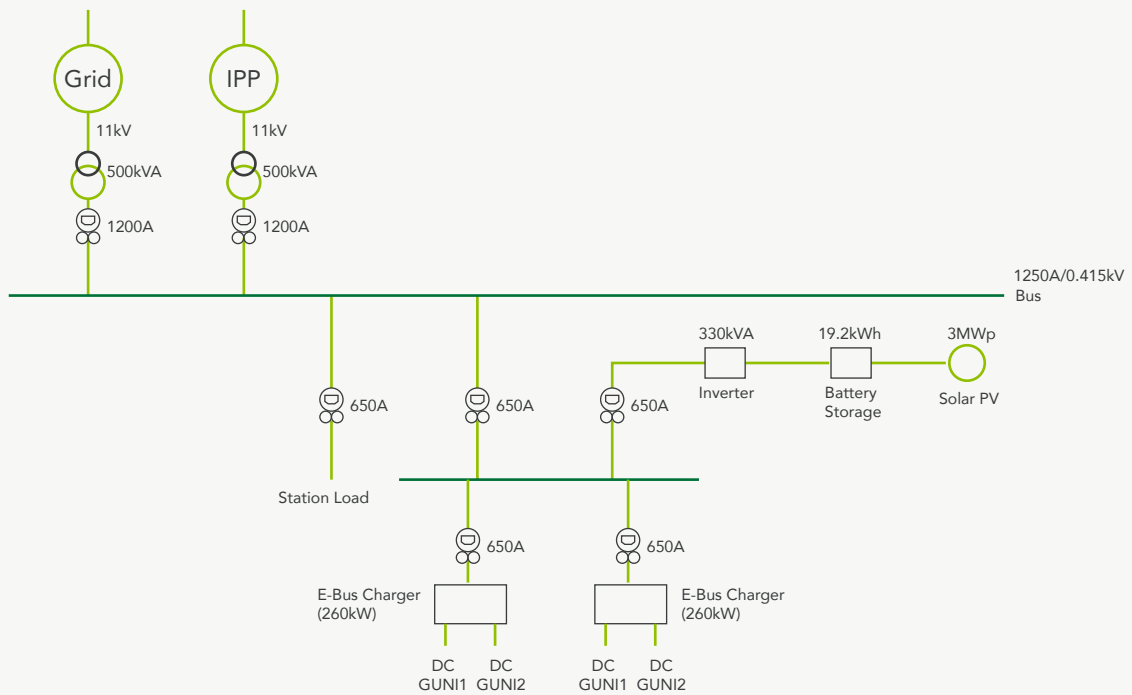 Grid
IPP
11kV
11kV
500kVA
500kVA
1200A
1200A
1250A/0.415kV
Bus
330kVA
19.2kWh
3MWp
Inverter
Battery
Storage
Solar PV
650A
650A
650A
Station Load
650A
650A
E-Bus Charger
(260kW)
E-Bus Charger
(260kW)
DC
GUNI1
DC
GUNI2
DC
GUNI1
DC
GUNI2